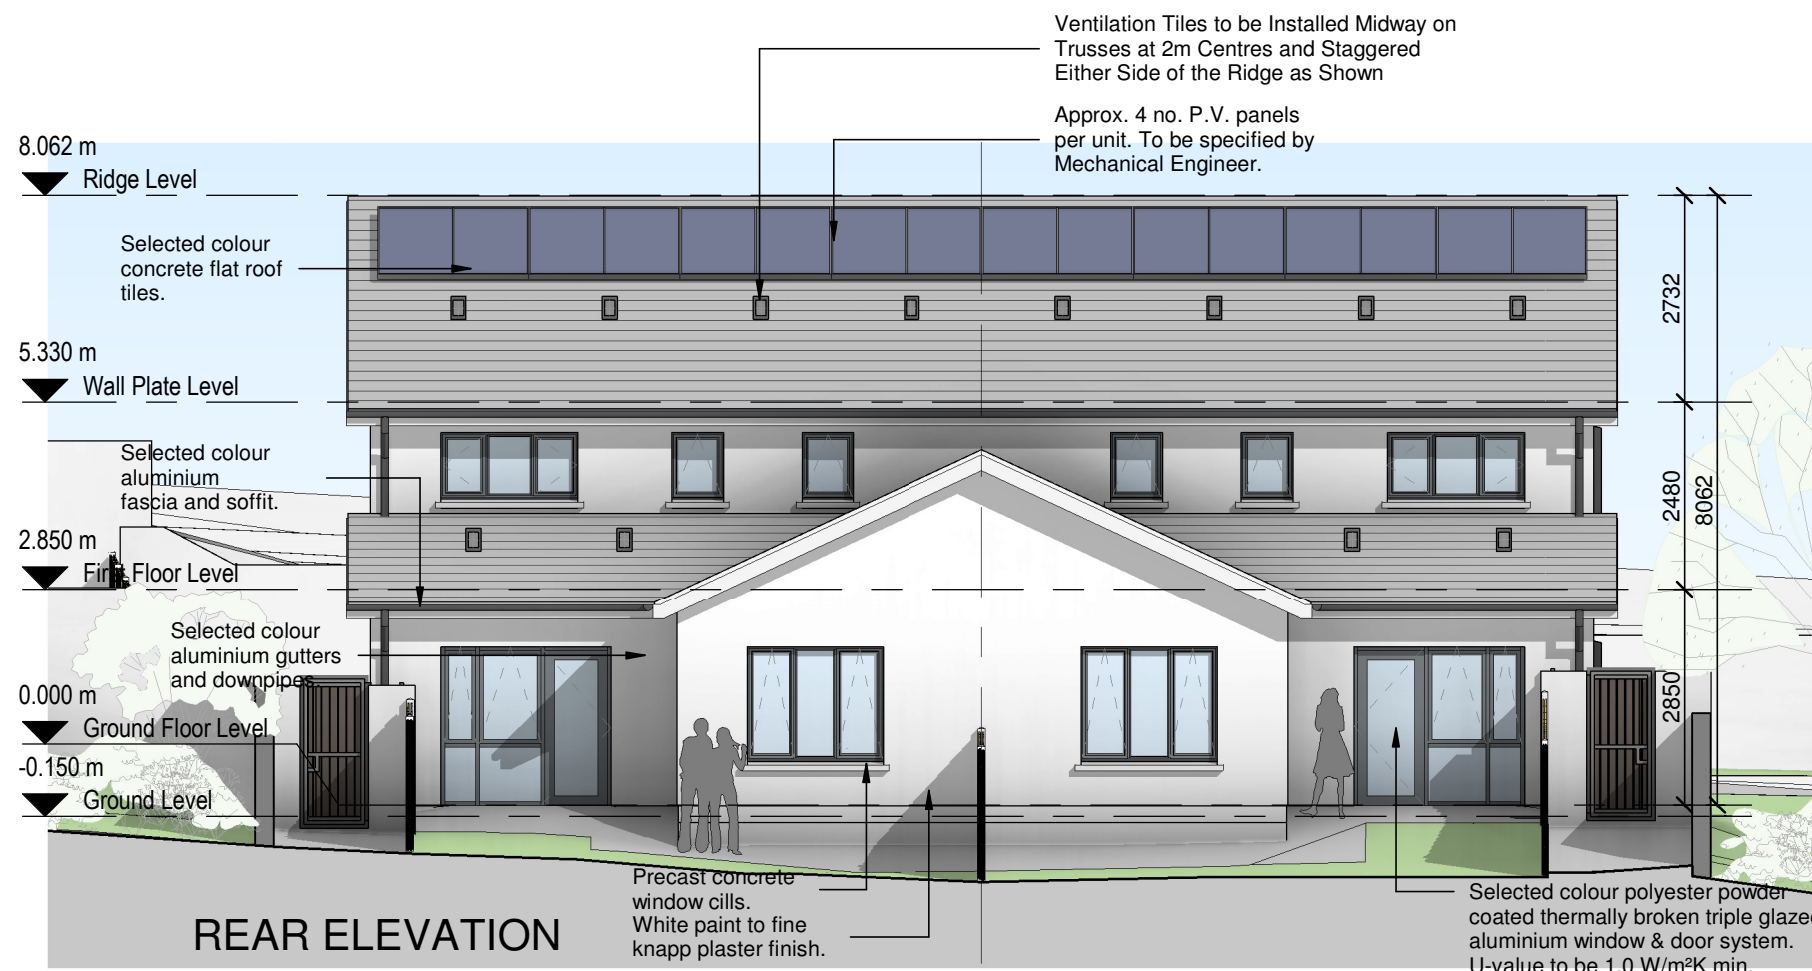 Ventilation Tiles to be Installed Midway on
Trusses at 2m Centres and Staggered
Either Side of the Ridge as Shown
Approx. 4 no. P.V. panels
per unit. To be specified by
Mechanical Engineer.
8.062 m
Ridge Level
Selected colour
concrete flat roof
tiles.
5.330 m
Wall Plate Level
Selected colour
aluminium
fascia and soffit.
2.850 m
First Floor Level
Selected colour
aluminium gutters
and downpipes.
0.000 m
Ground Floor Level
-0.150 m
Ground Level
2732
2480
8062
2850
Precast concrete
window cills.
White paint to fine
knapp plaster finish.
Selected colour polyester powder
coated thermally broken triple glazed
aluminium window & door system.
U-value to be 1.0 W/m²K min.
REAR ELEVATION